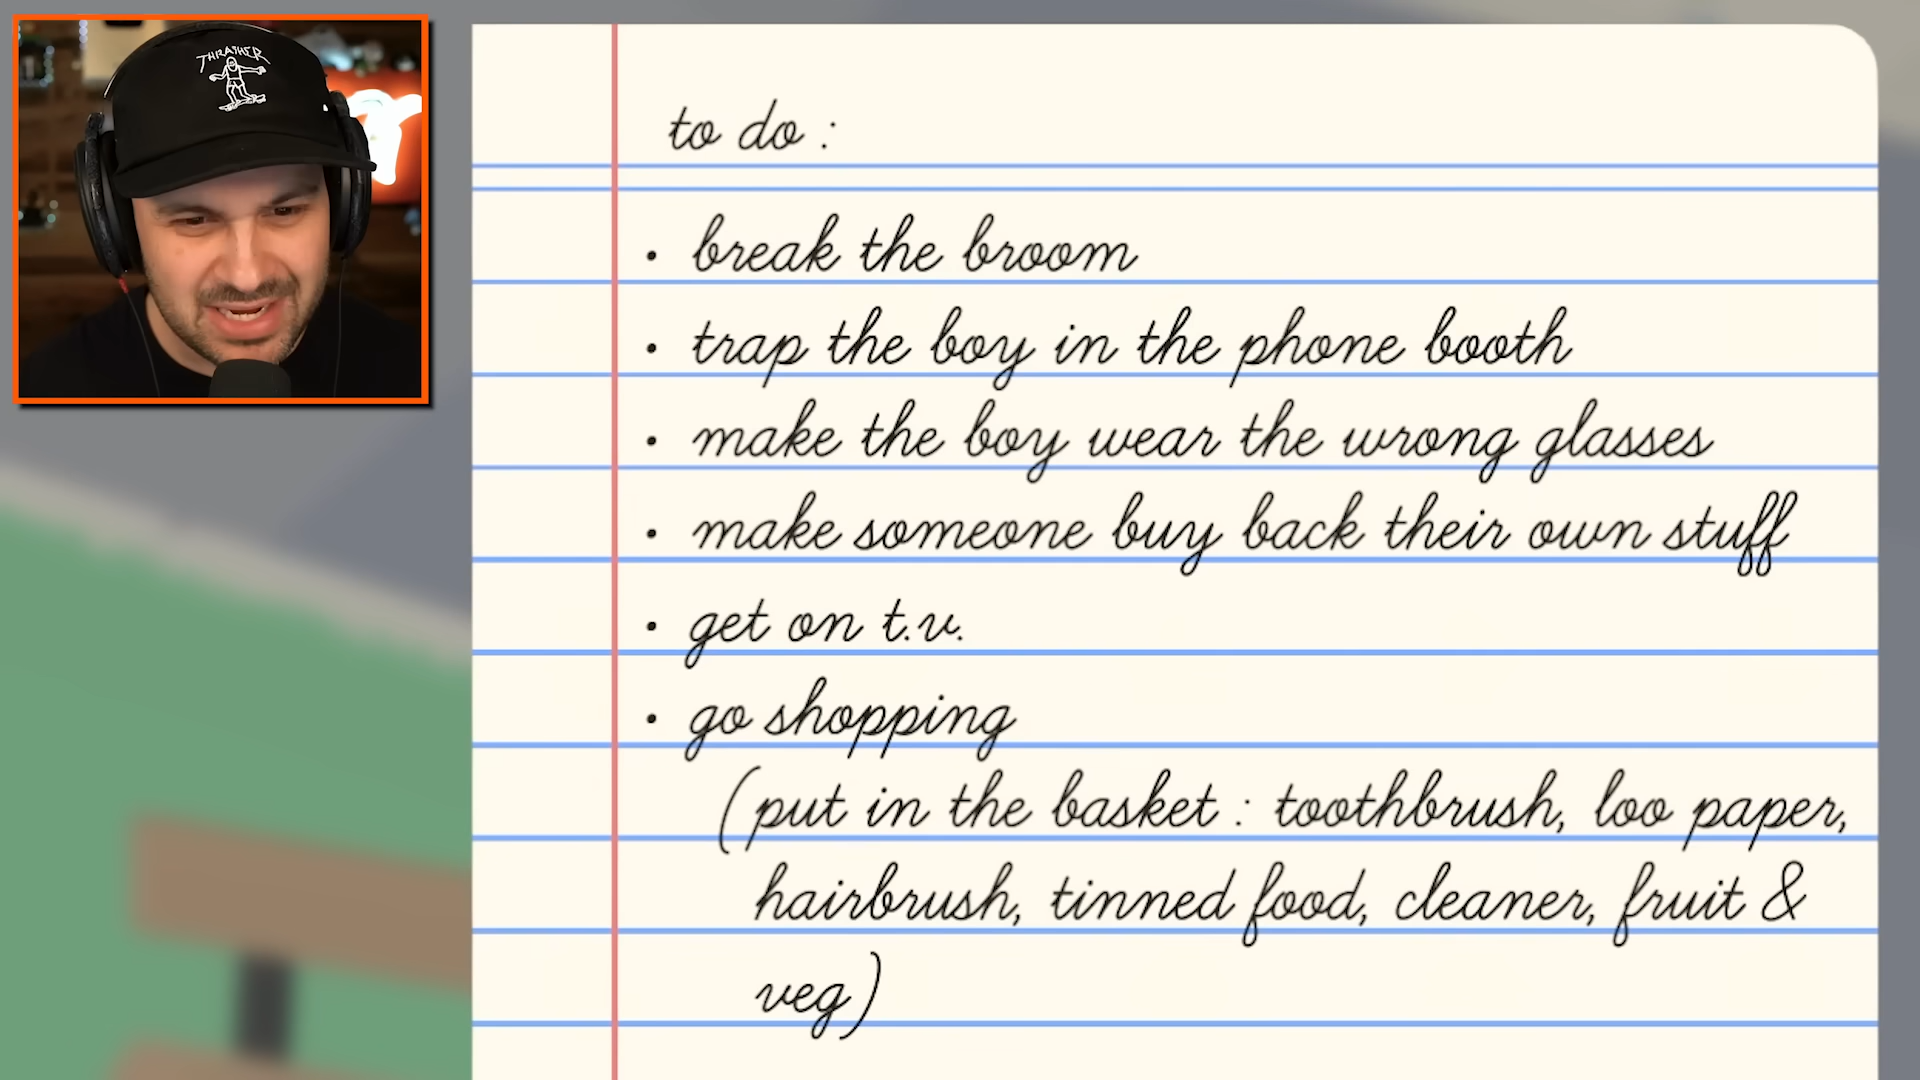 THRASHER
to do :
• break the broom
• trap the boy in the phone booth
• make the boy wear the wrong glasses
• make someone buy back their own stuff
• get on t.v.
• go shopping
(put in the basket : toothbrush, loo paper,
hairbrush, tinned food, cleaner, fruit &
veg)